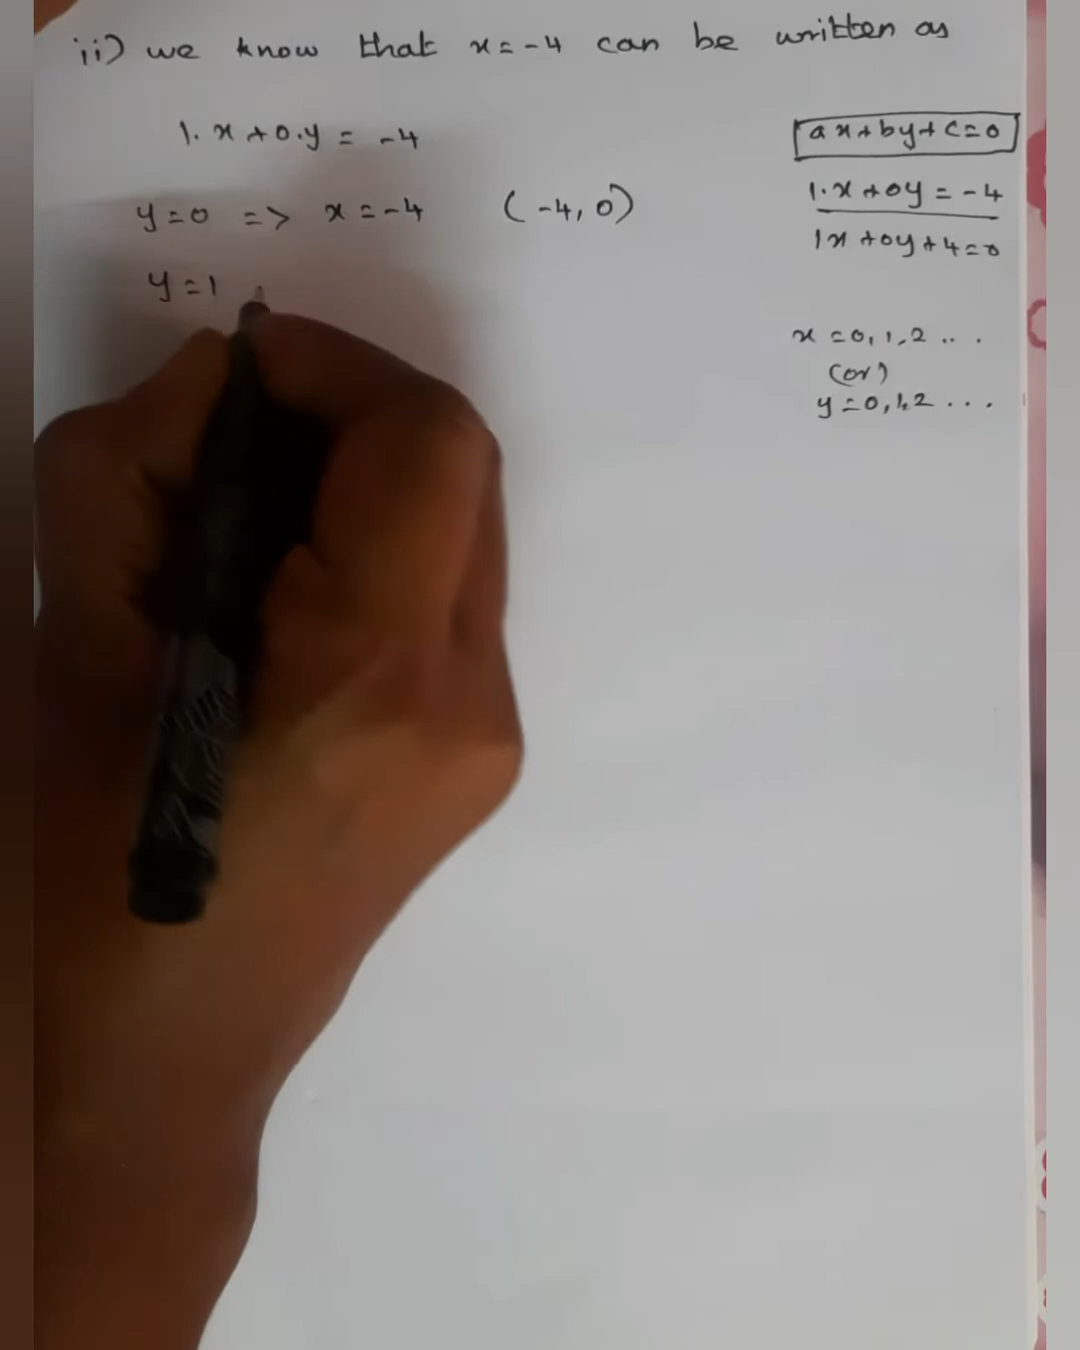 ii) we know that x = -4 can be written as
1. x + 0.y = -4
y = 0 => x = -4 (-4, 0)
y = 1
ax + by + c = 0
1.x + 0y = -4
1x + 0y + 4 = 0
x = 0, 1, 2 ...
(or)
y = 0, 1, 2 ...